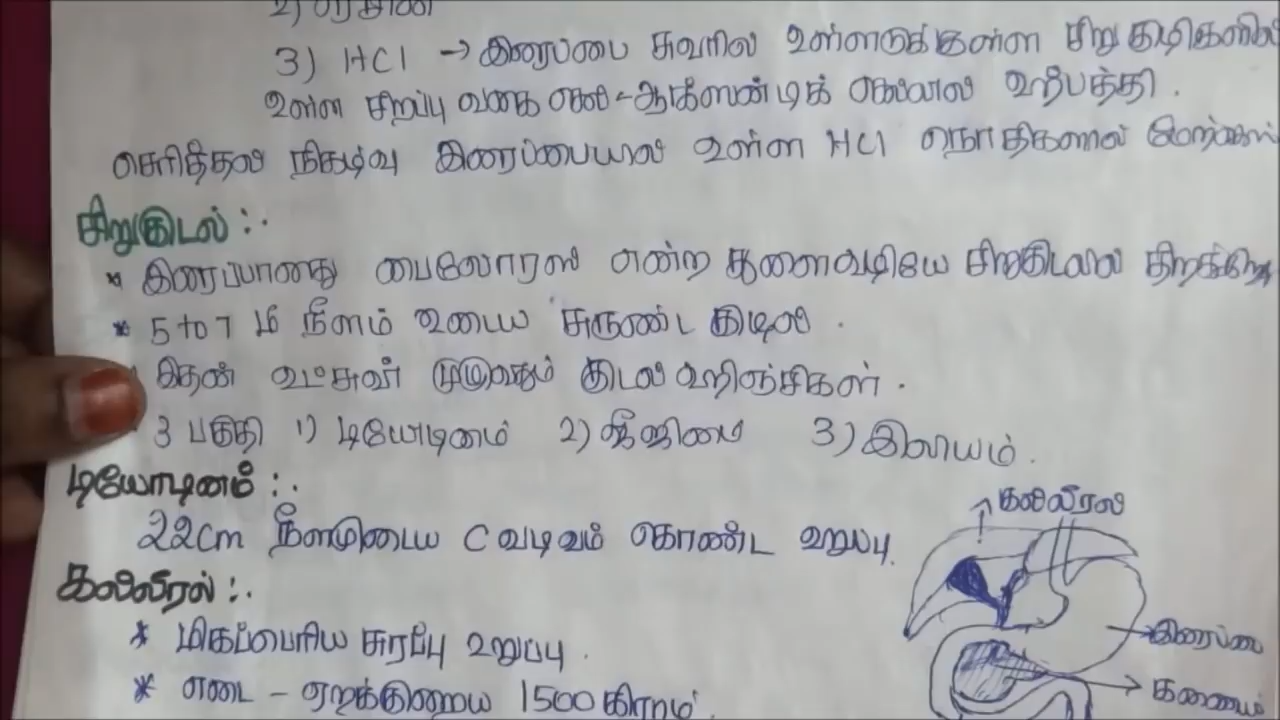 3) HCl → இரைப்பை சுவரில் உள்ளடுக்கிலுள்ள சிறு குழிகளில்
உள்ள சிறப்பு வகை செல் - ஆக்ஸன்டிக் செல்லால் உற்பத்தி.
செரித்தல் நிகழ்வு இரைப்பையில் உள்ள HCl நொதிகளால்
சிறுகுடல் :-
* இரைப்பானது பைலோரஸ் என்ற துளைவழியே சிறுகுடலில் திறக்கிறது
* 5 to 7 மீ நீளம் உடைய சுருண்ட குடல்.
இதன் உட்சுவர் முழுவதும் குடல் உறிஞ்சிகள்.
3 பகுதி 1) டியோடினம் 2) ஜீஜினம் 3) இலியம்.
டியோடினம் :-
22cm நீளமுடைய C வடிவம் கொண்ட உறுப்பு.
கல்லீரல் :-
* மிகப்பெரிய சுரப்பு உறுப்பு.
* எடை - ஏறக்குறைய 1500 கிராம்.
கல்லீரல்
இரைப்பை
கணையம்